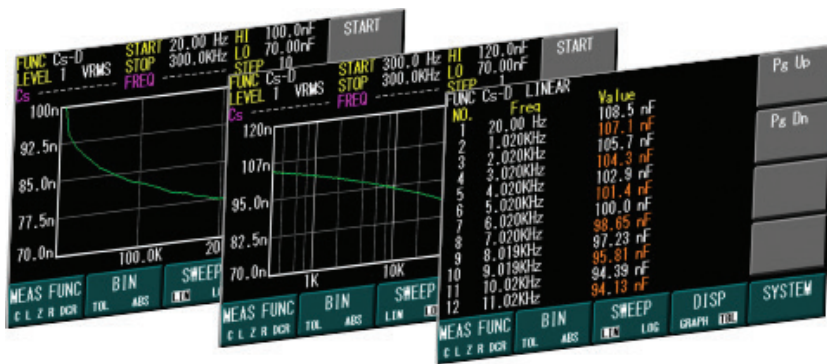 FUNC Cs-D
LEVEL 1 VRMS
START 20.00 Hz
STOP 300.0KHz
HI 100.0nF
LO 70.00nF
STEP 10
START
Cs
FREQ
100n
92.5n
85.0n
77.5n
70.0n
100.0K
20
MEAS FUNC
C L Z R DCR
BIN
TOL ABS
SWEEP
LIN LO
FUNC Cs-D
LEVEL 1 VRMS
START 300.0 Hz
STOP 300.0KHz
HI 120.0nF
LO 70.00nF
STEP 1
START
Cs
FREQ
120n
107n
95.0n
82.5n
70.0n
1K
10K
MEAS FUNC
C L Z R DCR
BIN
TOL ABS
SWEEP
LIN LO
FUNC Cs-D LINEAR
NO. Freq Value
1 20.00 Hz 108.5 nF
2 1.020KHz 107.1 nF
3 2.020KHz 105.7 nF
4 3.020KHz 104.3 nF
5 4.020KHz 102.9 nF
6 5.020KHz 101.4 nF
7 6.020KHz 100.0 nF
8 7.020KHz 98.65 nF
9 8.019KHz 97.23 nF
10 9.019KHz 95.81 nF
11 10.02KHz 94.39 nF
12 11.02KHz 94.13 nF
Pg Up
Pg Dn
MEAS FUNC
C L Z R DCR
BIN
TOL ABS
SWEEP
LIN LOG
DISP
GRAPH TOL
SYSTEM